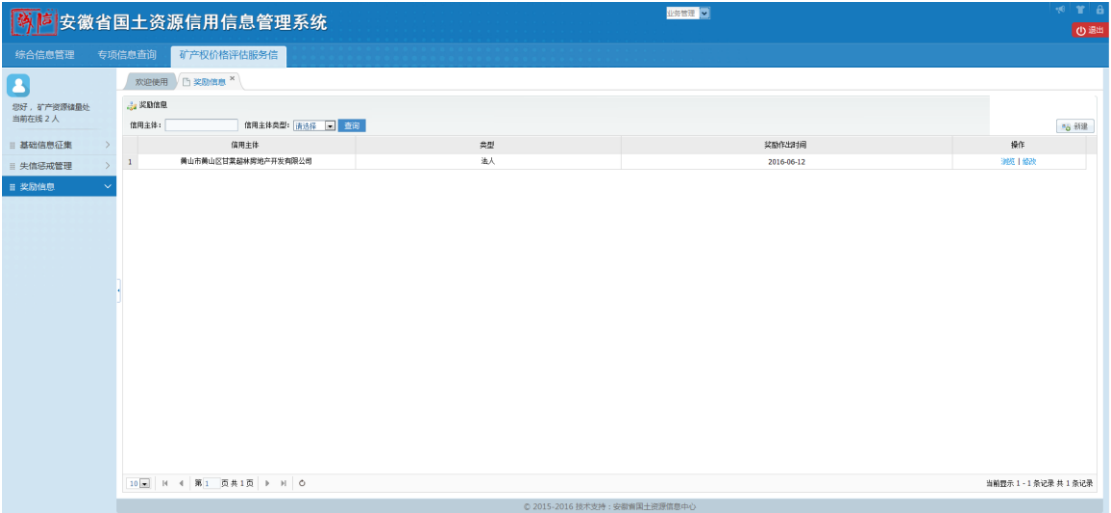 诚信 安徽省国土资源信用信息管理系统
业务管理
退出
综合信息管理 专项信息查询 矿产权价格评估服务信
欢迎使用 奖励信息 ×
您好，矿产资源储量处
当前在线 2 人
基础信息征集
失信惩戒管理
奖励信息
奖励信息
信用主体： 信用主体类型： 请选择 查询
新建
信用主体 类型 奖励作出时间 操作
1 黄山市黄山区甘棠翰林房地产开发有限公司 法人 2016-06-12 浏览 | 修改
10 第 1 页 共 1 页
当前显示 1 - 1 条记录 共 1 条记录
© 2015-2016 技术支持：安徽省国土资源信息中心